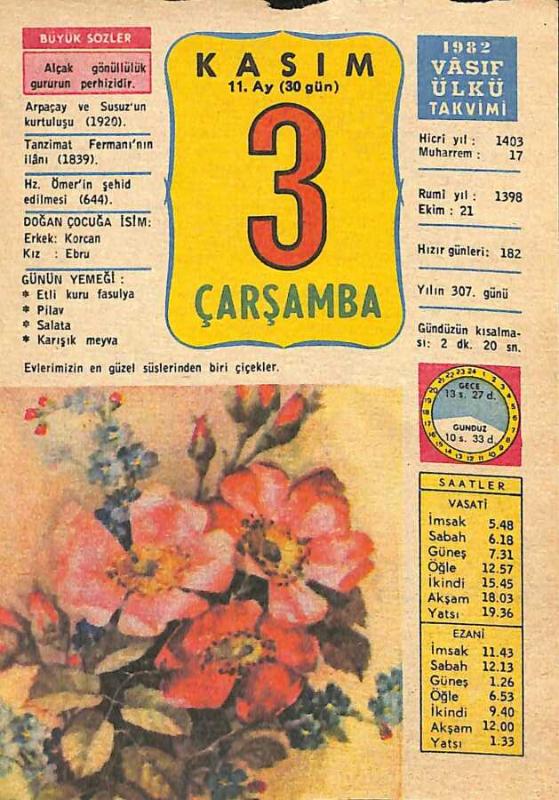 BÜYÜK SÖZLER
Alçak gönüllülük
gururun perhizidir.
Arpaçay ve Susuz'un
kurtuluşu (1920).
Tanzimat Fermanı'nın
ilânı (1839).
Hz. Ömer'in şehid
edilmesi (644).
DOĞAN ÇOCUĞA İSİM:
Erkek: Korcan
Kız : Ebru
GÜNÜN YEMEĞİ :
* Etli kuru fasulya
* Pilav
* Salata
* Karışık meyva
KASIM
11. Ay (30 gün)
3
ÇARŞAMBA
1982
VÂSIF
ÜLKÜ
TAKVİMİ
Hicrî yıl : 1403
Muharrem : 17
Rumî yıl : 1398
Ekim : 21
Hızır günleri: 182
Yılın 307. günü
Gündüzün kısalma-
sı: 2 dk. 20 sn.
Evlerimizin en güzel süslerinden biri çiçekler.
GECE
13 s. 27 d.
GÜNDÜZ
10 s. 33 d.
SAATLER
VASATİ
İmsak 5.48
Sabah 6.18
Güneş 7.31
Öğle 12.57
İkindi 15.45
Akşam 18.03
Yatsı 19.36
EZANİ
İmsak 11.43
Sabah 12.13
Güneş 1.26
Öğle 6.53
İkindi 9.40
Akşam 12.00
Yatsı 1.33